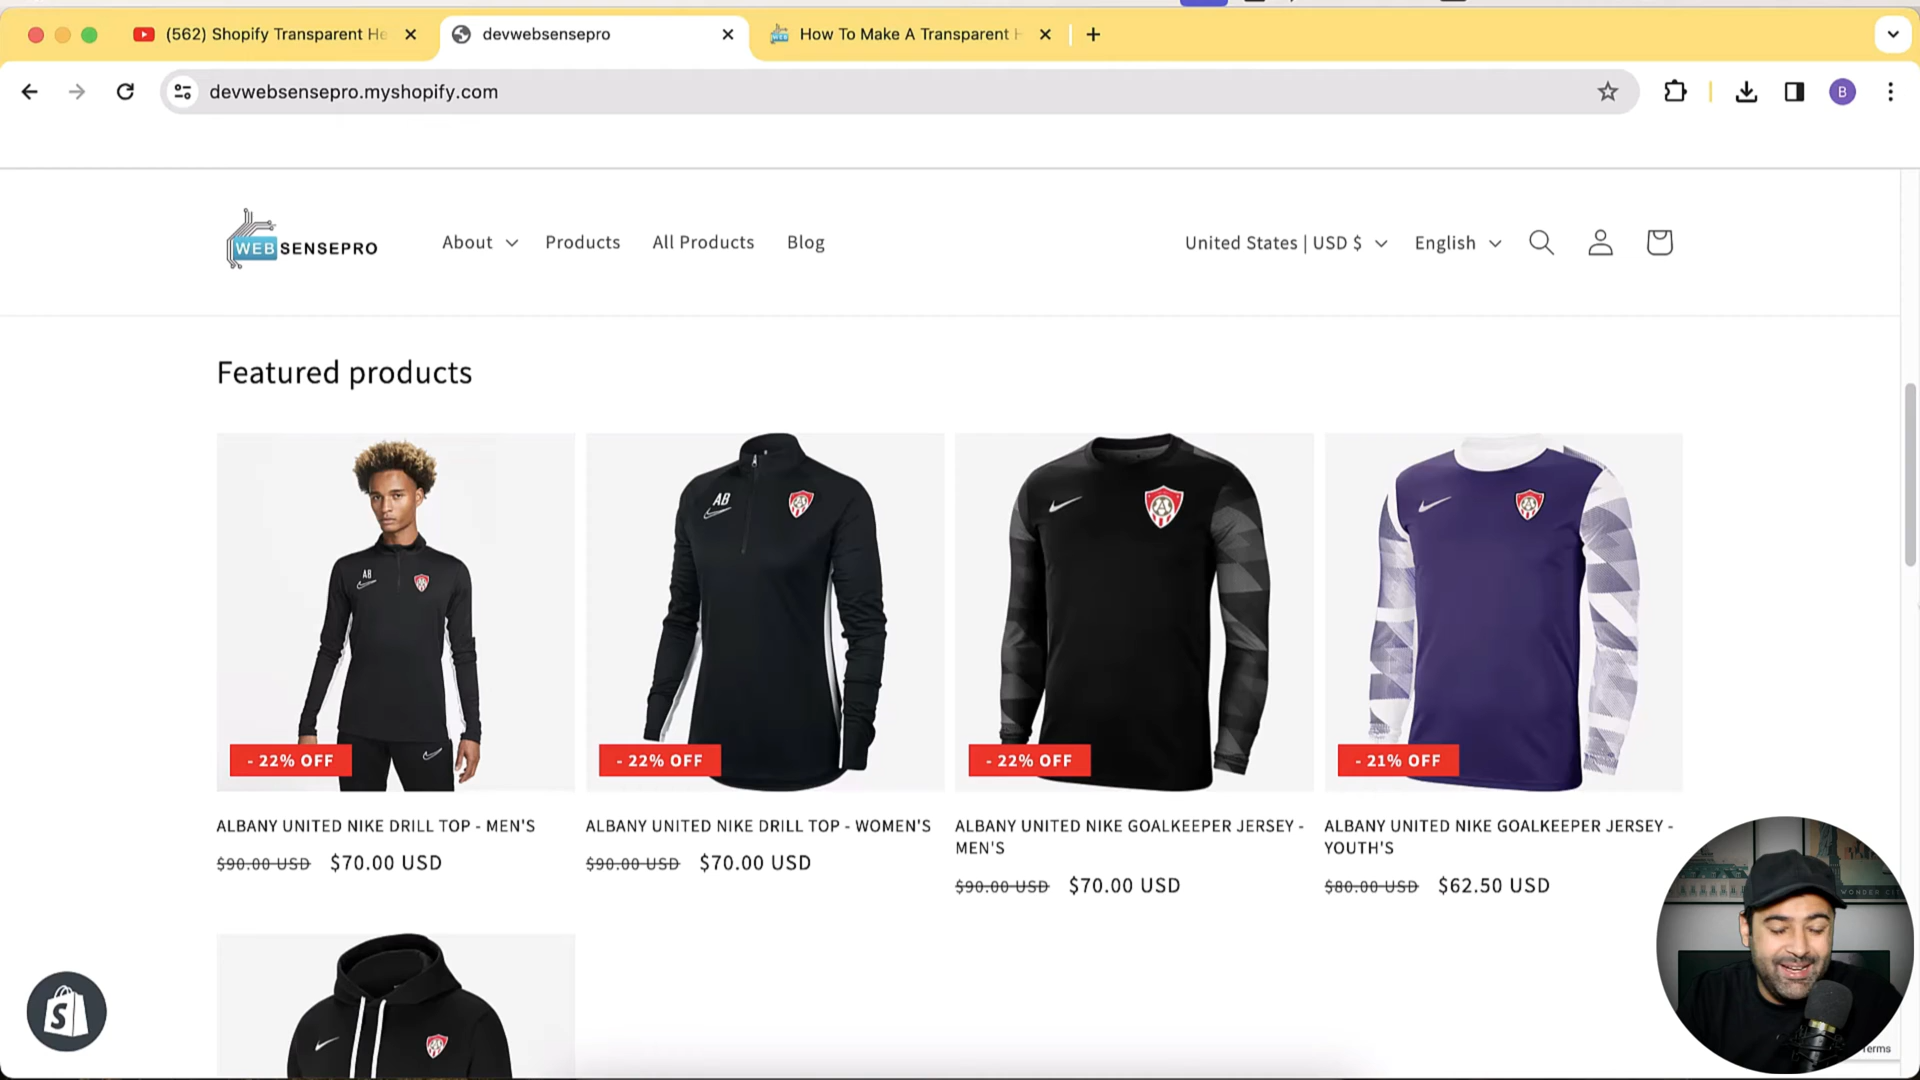 (562) Shopify Transparent He
devwebsensepro
How To Make A Transparent H
devwebsensepro.myshopify.com
B
WEB SENSEPRO
About
Products
All Products
Blog
United States | USD $
English
Featured products
AB
AB
- 22% OFF
- 22% OFF
- 22% OFF
- 21% OFF
ALBANY UNITED NIKE DRILL TOP - MEN'S
$90.00 USD $70.00 USD
ALBANY UNITED NIKE DRILL TOP - WOMEN'S
$90.00 USD $70.00 USD
ALBANY UNITED NIKE GOALKEEPER JERSEY -
MEN'S
$90.00 USD $70.00 USD
ALBANY UNITED NIKE GOALKEEPER JERSEY -
YOUTH'S
$80.00 USD $62.50 USD
WONDER
Terms